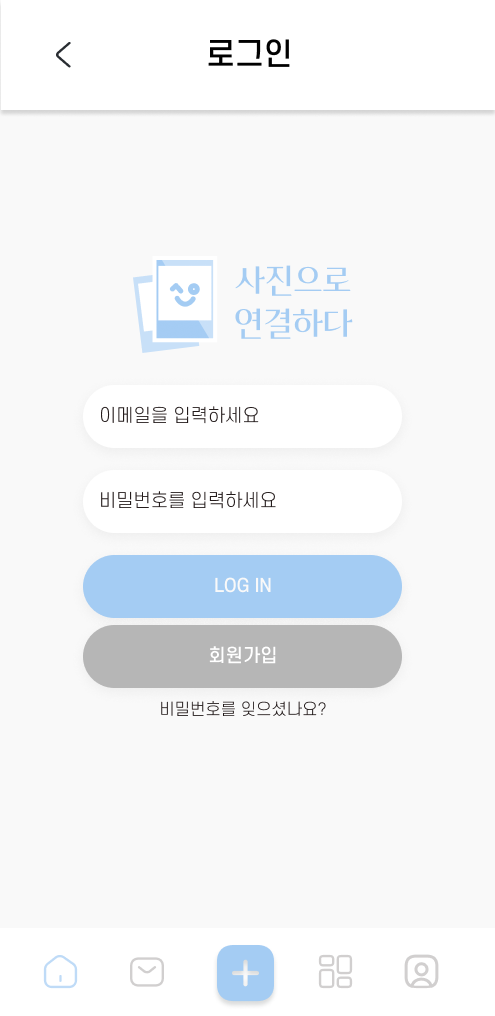 로그인
사진으로
연결하다
이메일을 입력하세요
비밀번호를 입력하세요
LOG IN
회원가입
비밀번호를 잊으셨나요?